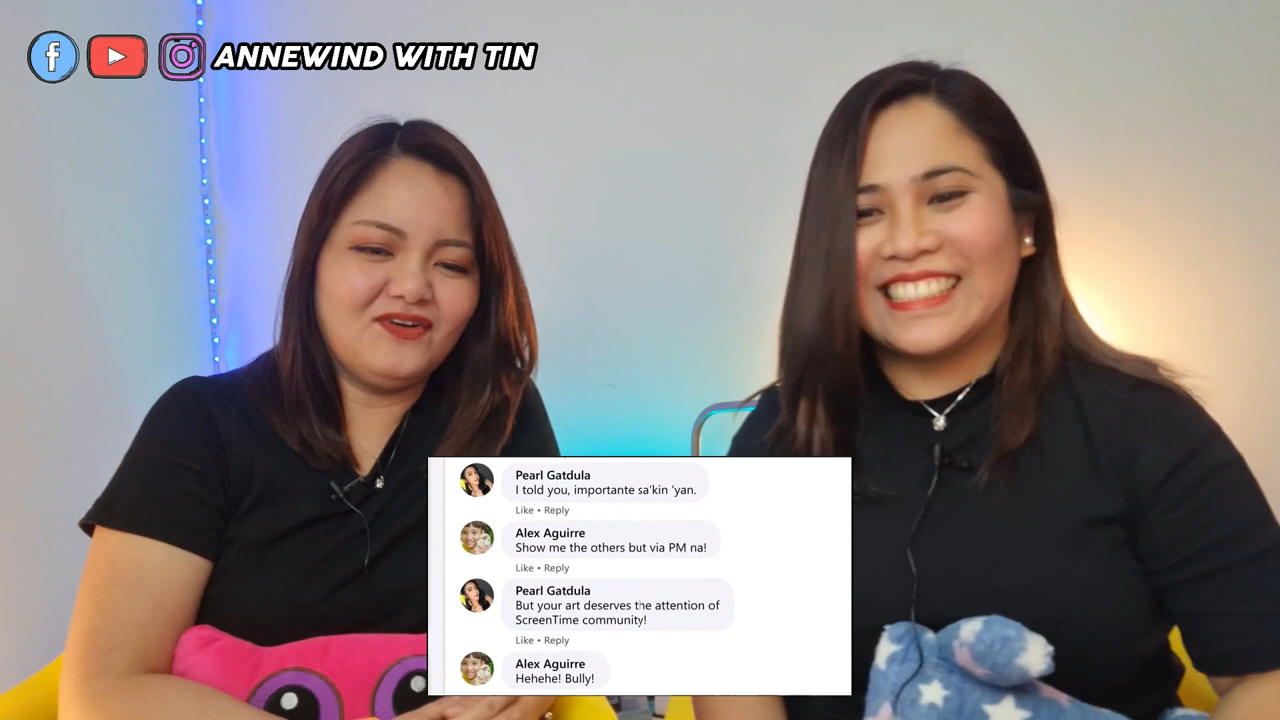 ANNEWIND WITH TIN
Pearl Gatdula
I told you, importante sa'kin 'yan.
Like • Reply
Alex Aguirre
Show me the others but via PM na!
Like • Reply
Pearl Gatdula
But your art deserves the attention of
ScreenTime community!
Like • Reply
Alex Aguirre
Hehehe! Bully!